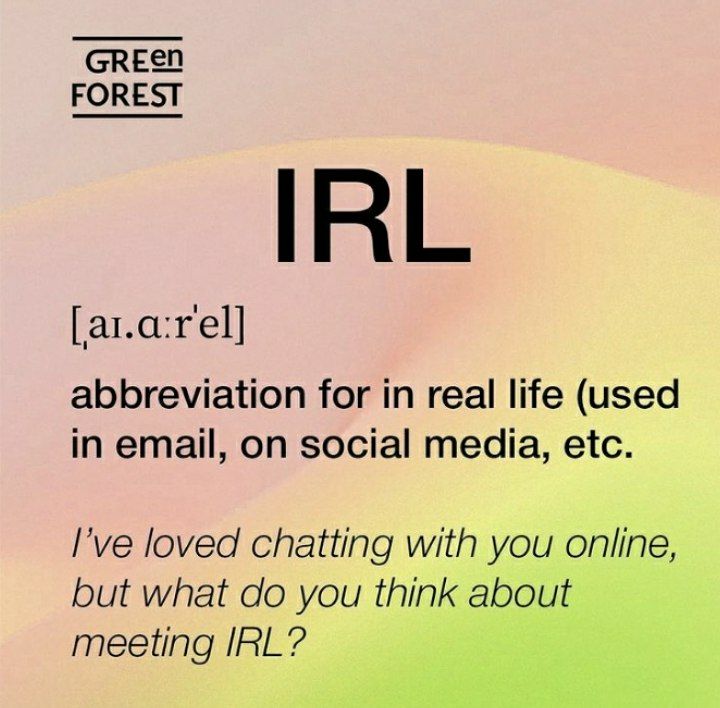 GREen
FOREST
IRL
[ˌaɪ.ɑːrˈel]
abbreviation for in real life (used
in email, on social media, etc.
I’ve loved chatting with you online,
but what do you think about
meeting IRL?